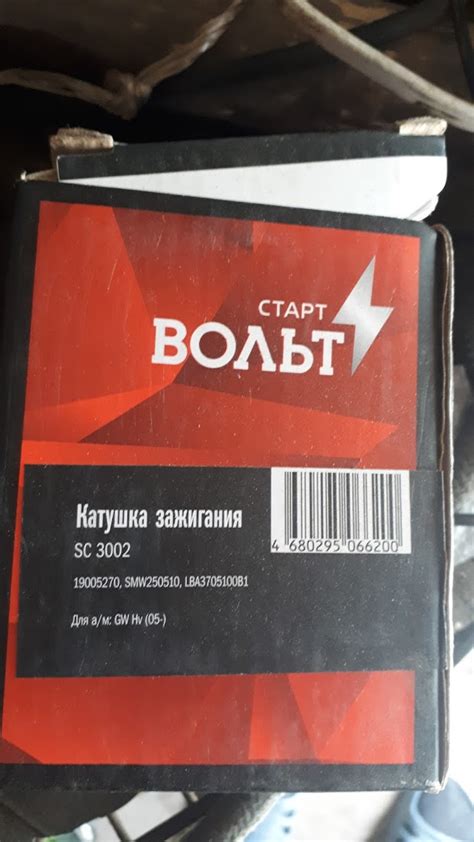 СТАРТ
ВОЛЬТ
Катушка зажигания
SC 3002
19005270, SMW250510, LBA3705100B1
Для а/м: GW Hv (05-)
4 680295 066200